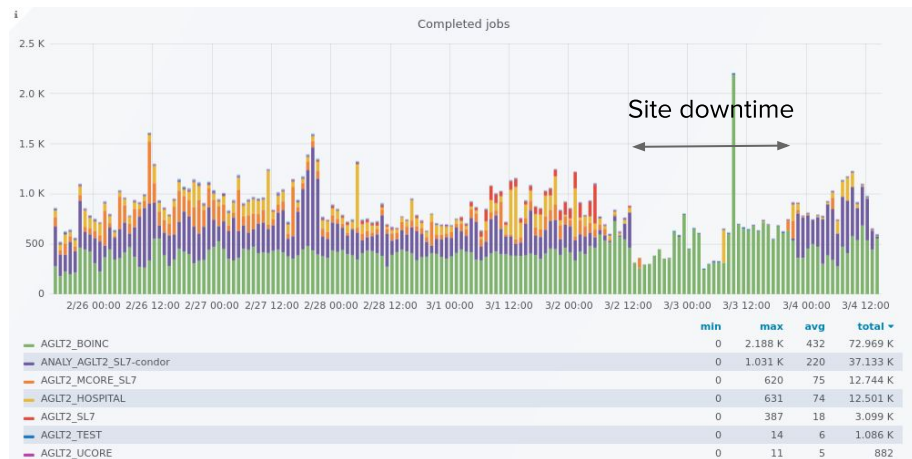 i
Completed jobs
2.5 K
2.0 K
Site downtime
1.5 K
1.0 K
500
0
2/26 00:00 2/26 12:00 2/27 00:00 2/27 12:00 2/28 00:00 2/28 12:00 3/1 00:00 3/1 12:00 3/2 00:00 3/2 12:00 3/3 00:00 3/3 12:00 3/4 00:00 3/4 12:00
min max avg total
AGLT2_BOINC 0 2.188 K 432 72.969 K
ANALY_AGLT2_SL7-condor 0 1.031 K 220 37.133 K
AGLT2_MCORE_SL7 0 620 75 12.744 K
AGLT2_HOSPITAL 0 631 74 12.501 K
AGLT2_SL7 0 387 18 3.099 K
AGLT2_TEST 0 14 6 1.086 K
AGLT2_UCORE 0 11 5 882